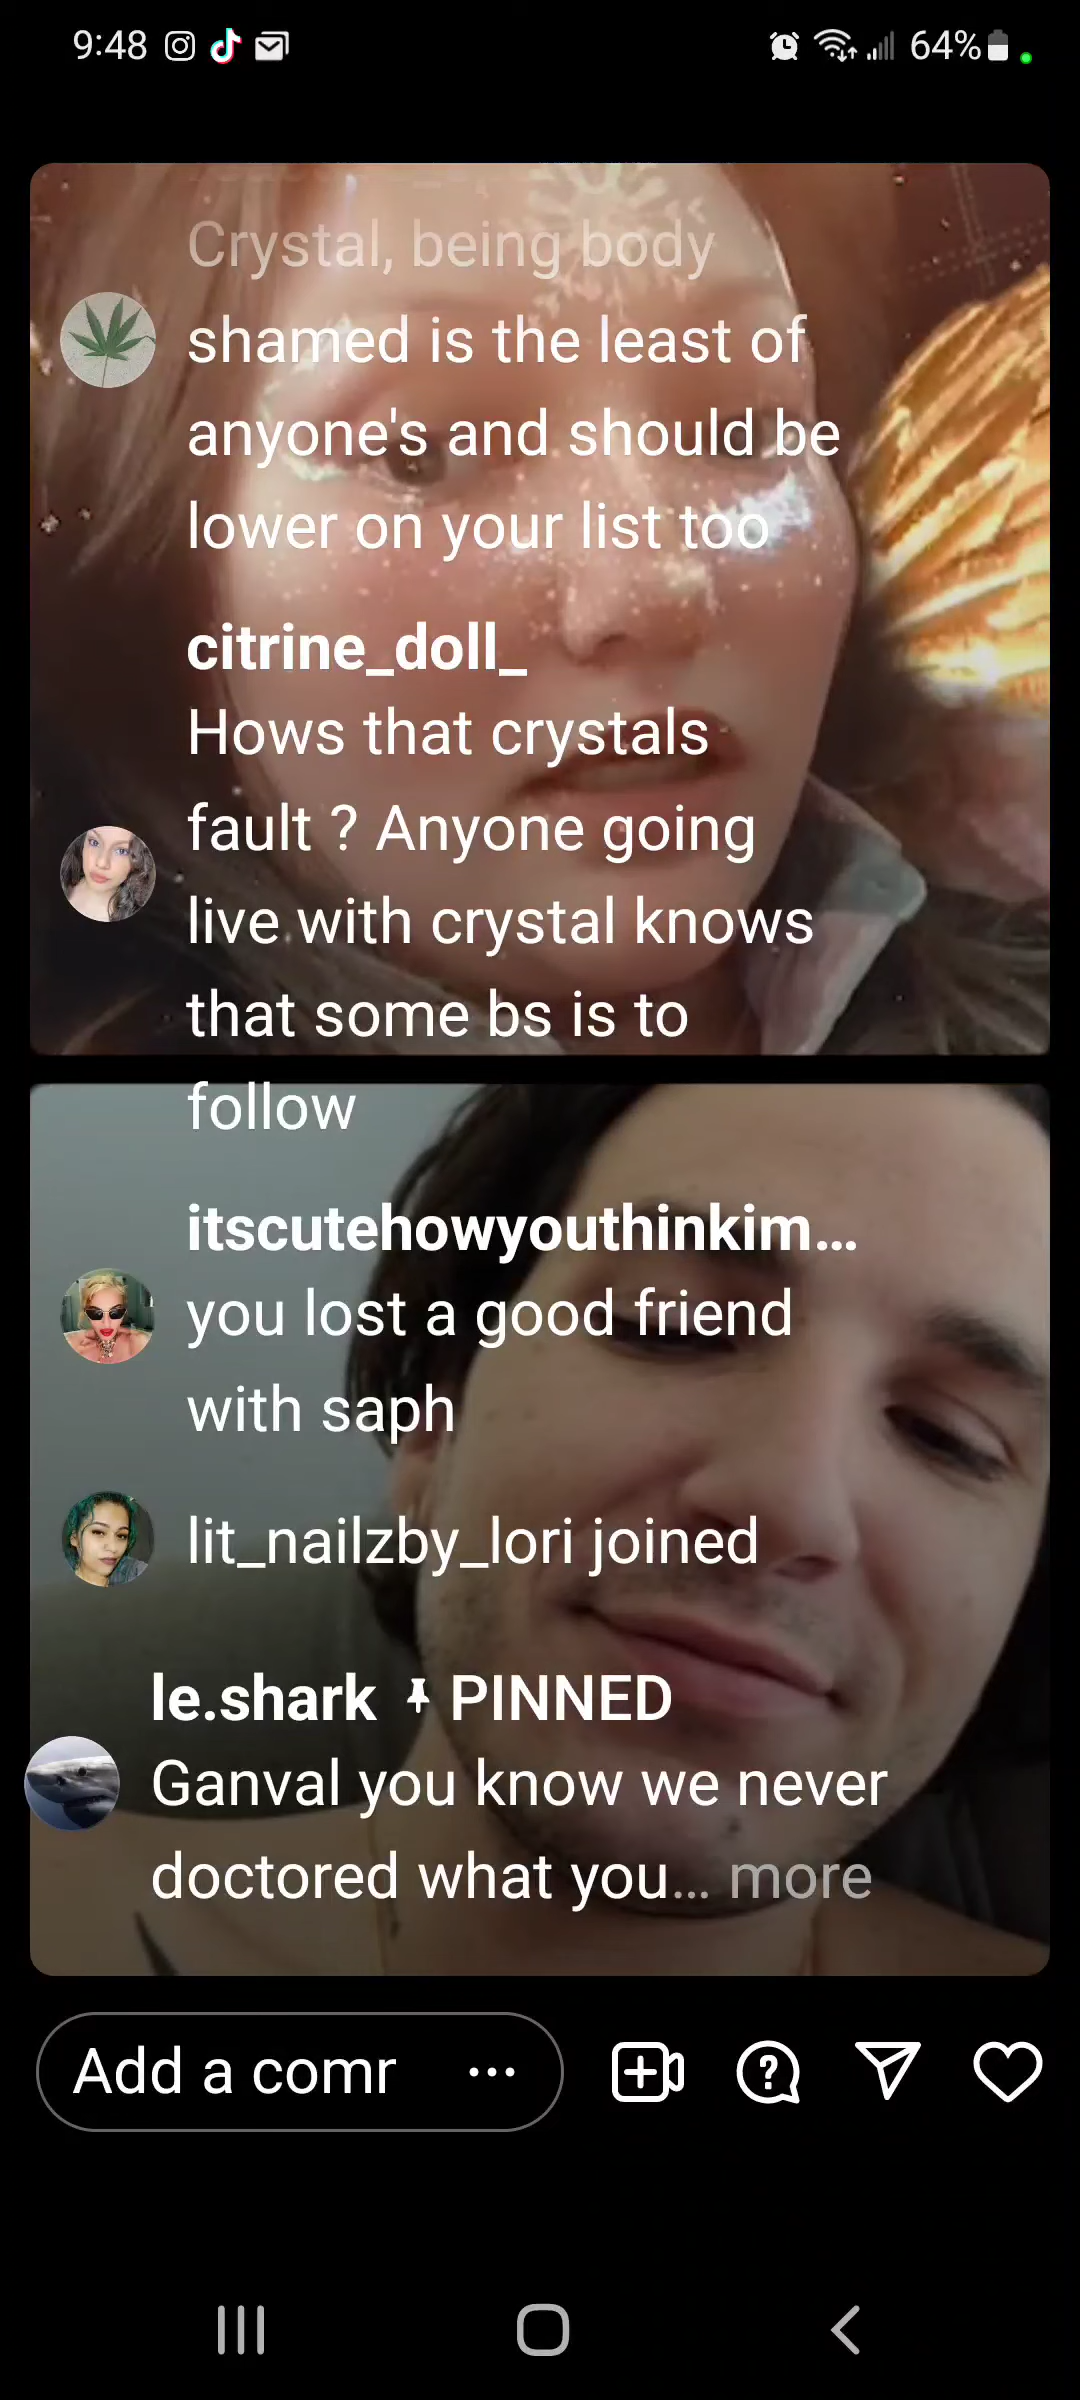 9:48
64%
Crystal, being body
shamed is the least of
anyone's and should be
lower on your list too
citrine_doll_
Hows that crystals
fault ? Anyone going
live with crystal knows
that some bs is to
follow
itscutehowyouthinkim...
you lost a good friend
with saph
lit_nailzby_lori joined
le.shark PINNED
Ganval you know we never
doctored what you... more
Add a comr